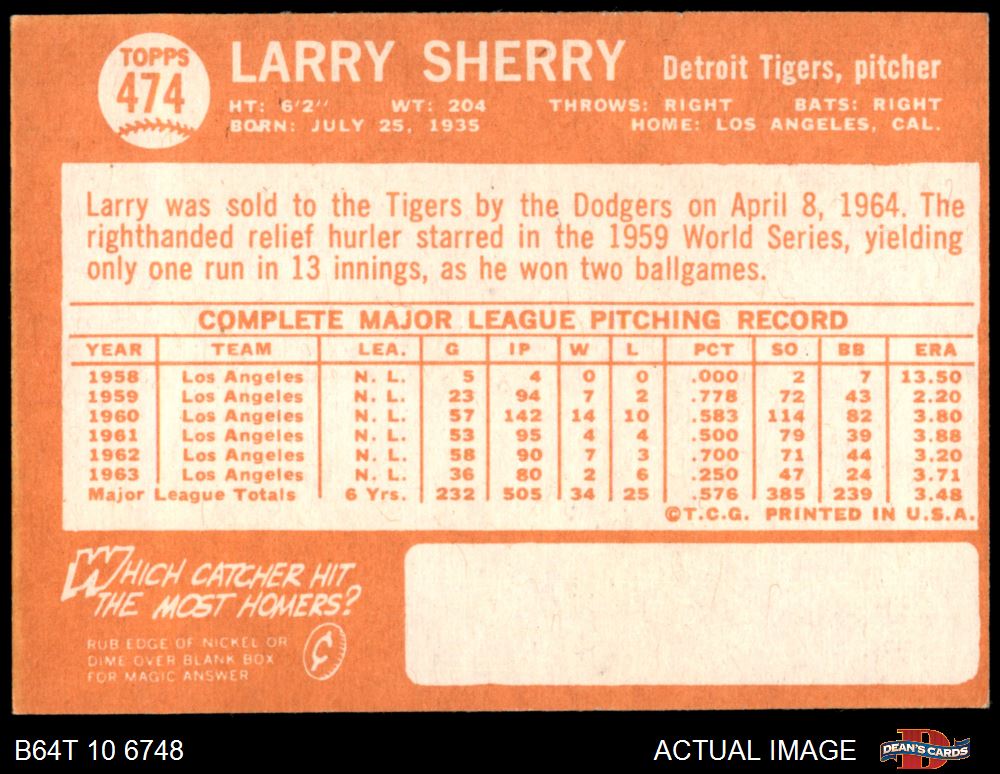 TOPPS
474
LARRY SHERRY Detroit Tigers, pitcher
HT: 6'2" WT: 204 THROWS: RIGHT BATS: RIGHT
BORN: JULY 25, 1935 HOME: LOS ANGELES, CAL.
Larry was sold to the Tigers by the Dodgers on April 8, 1964. The
righthanded relief hurler starred in the 1959 World Series, yielding
only one run in 13 innings, as he won two ballgames.
COMPLETE MAJOR LEAGUE PITCHING RECORD
YEAR TEAM LEA. G IP W L PCT SO BB ERA
1958 Los Angeles N. L. 5 4 0 0 .000 2 7 13.50
1959 Los Angeles N. L. 23 94 7 2 .778 72 43 2.20
1960 Los Angeles N. L. 57 142 14 10 .583 114 82 3.80
1961 Los Angeles N. L. 53 95 4 4 .500 79 39 3.88
1962 Los Angeles N. L. 58 90 7 3 .700 71 44 3.20
1963 Los Angeles N. L. 36 80 2 6 .250 47 24 3.71
Major League Totals 6 Yrs. 232 505 34 25 .576 385 239 3.48
©T.C.G. PRINTED IN U.S.A.
WHICH CATCHER HIT
THE MOST HOMERS?
RUB EDGE OF NICKEL OR
DIME OVER BLANK BOX
FOR MAGIC ANSWER
¢
B64T 10 6748 ACTUAL IMAGE DEAN'S CARDS